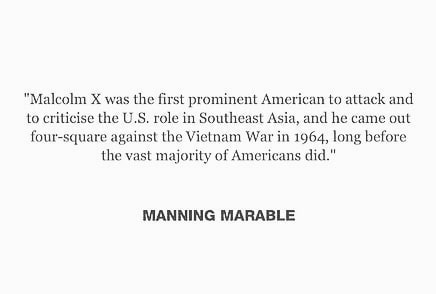 "Malcolm X was the first prominent American to attack and
to criticise the U.S. role in Southeast Asia, and he came out
four-square against the Vietnam War in 1964, long before
the vast majority of Americans did."
MANNING MARABLE